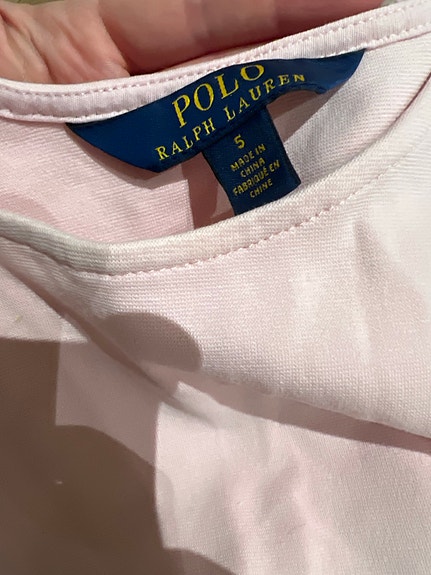 POLO
RALPH LAUREN
5
MADE IN
CHINA
FABRIQUÉ EN
CHINE